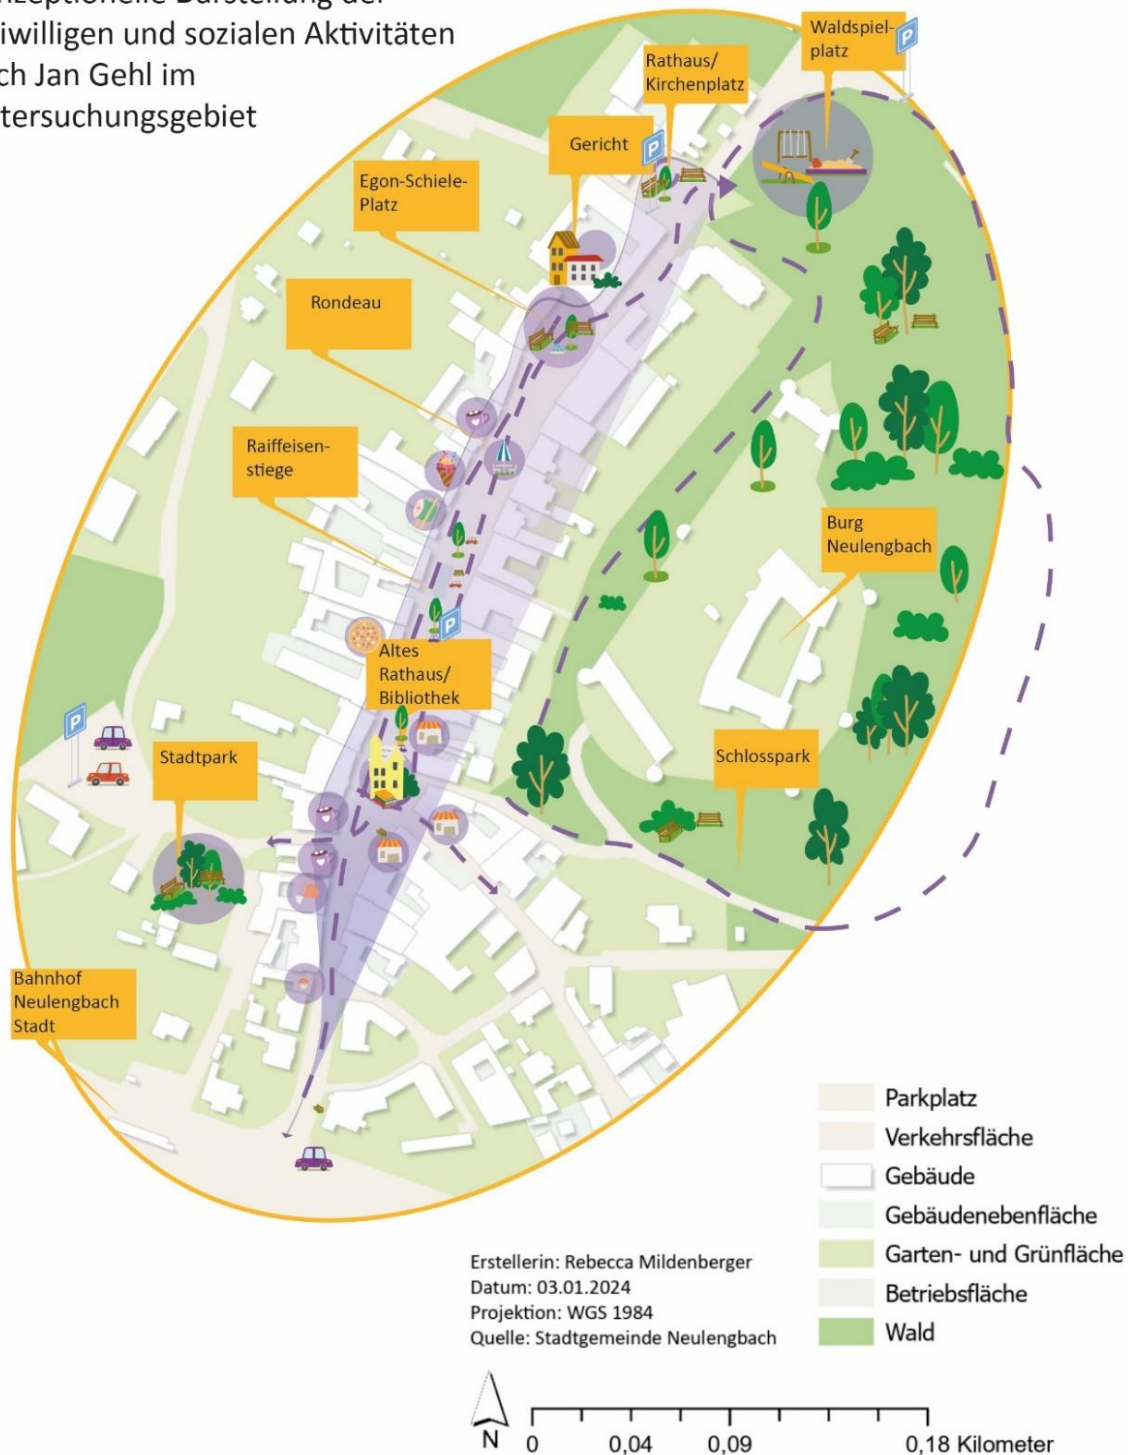 nzeptionelle Darstellung der
iwilligen und sozialen Aktivitäten
ch Jan Gehl im
tersuchungsgebiet
Waldspiel-
platz
P
Rathaus/
Kirchenplatz
Gericht
P
Egon-Schiele-
Platz
Rondeau
Raiffeisen-
stiege
Burg
Neulengbach
P
Altes
Rathaus/
Bibliothek
P
Stadtpark
Schlosspark
Bahnhof
Neulengbach
Stadt
Parkplatz
Verkehrsfläche
Gebäude
Gebäudenebenfläche
Garten- und Grünfläche
Betriebsfläche
Wald
Erstellerin: Rebecca Mildenberger
Datum: 03.01.2024
Projektion: WGS 1984
Quelle: Stadtgemeinde Neulengbach
N
0 0,04 0,09 0,18 Kilometer